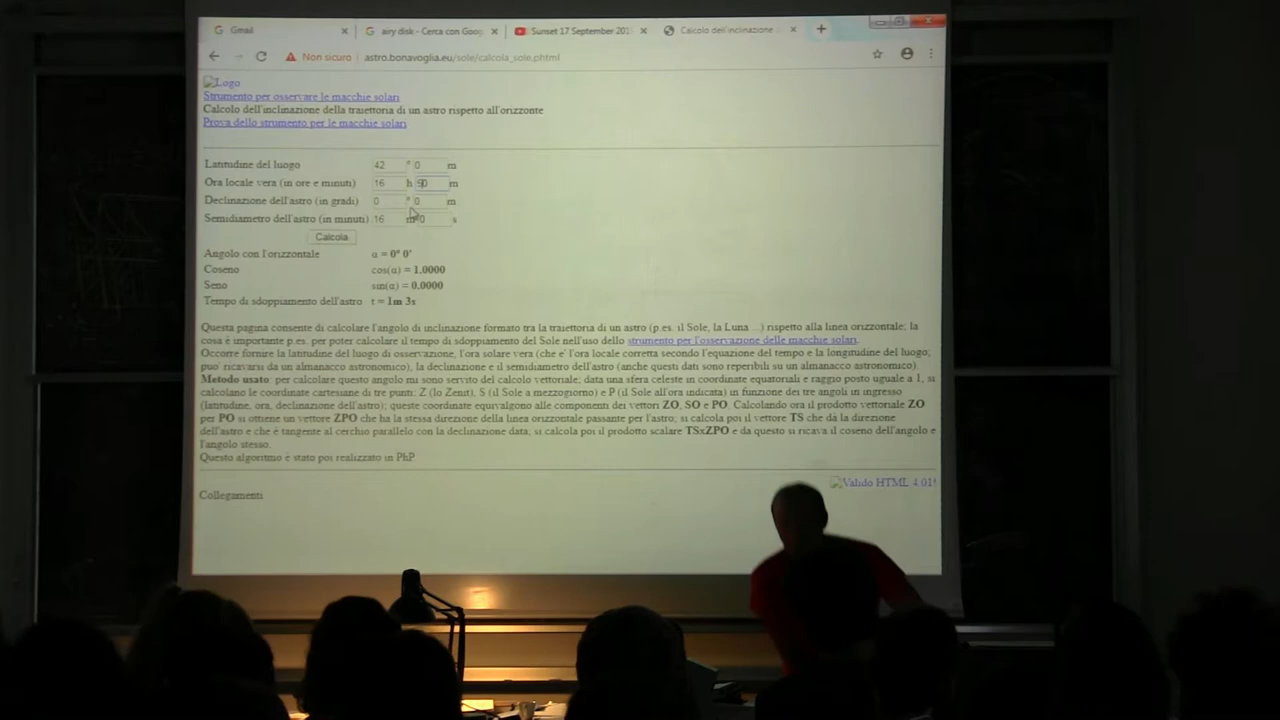 Gmail
airy disk - Cerca con Goog
Sunset 17 September 201
Calcolo dell'inclinazione
Non sicuro
astro.bonavoglia.eu/sole/calcola_sole.phtml
Logo
Strumento per osservare le macchie solari
Calcolo dell'inclinazione della traiettoria di un astro rispetto all'orizzonte
Prova dello strumento per le macchie solari
Latitudine del luogo 42 ° 0 m
Ora locale vera (in ore e minuti) 16 h 50 m
Declinazione dell'astro (in gradi) 0 ° 0 m
Semidiametro dell'astro (in minuti) 16 m 0 s
Calcola
Angolo con l'orizzontale α = 0° 0'
Coseno cos(α) = 1.0000
Seno sin(α) = 0.0000
Tempo di sdoppiamento dell'astro t = 1m 3s
Questa pagina consente di calcolare l'angolo di inclinazione formato tra la traiettoria di un astro (p.es. il Sole, la Luna ...) rispetto alla linea orizzontale; la
cosa è importante p.es. per poter calcolare il tempo di sdoppiamento del Sole nell'uso dello strumento per l'osservazione delle macchie solari.
Occorre fornire la latitudine del luogo di osservazione, l'ora solare vera (che e' l'ora locale corretta secondo l'equazione del tempo e la longitudine del luogo;
puo' ricavarsi da un almanacco astronomico), la declinazione e il semidiametro dell'astro (anche questi dati sono reperibili su un almanacco astronomico)
Metodo usato: per calcolare questo angolo mi sono servito del calcolo vettoriale; data una sfera celeste in coordinate equatoriali e raggio posto uguale a 1, si
calcolano le coordinate cartesiane di tre punti: Z (lo Zenit), S (il Sole a mezzogiorno) e P (il Sole all'ora indicata) in funzione dei tre angoli in ingresso
(latitudine, ora, declinazione dell'astro); queste coordinate equivalgono alle componenti dei vettori ZO, SO e PO. Calcolando ora il prodotto vettoriale ZO
per PO si ottiene un vettore ZPO che ha la stessa direzione della linea orizzontale passante per l'astro; si calcola poi il vettore TS che dà la direzione
dell'astro e che è tangente al cerchio parallelo con la declinazione data; si calcola poi il prodotto scalare TSxZPO e da questo si ricava il coseno dell'angolo e
l'angolo stesso.
Questo algoritmo è stato poi realizzato in PhP.
Valido HTML 4.01!
Collegamenti